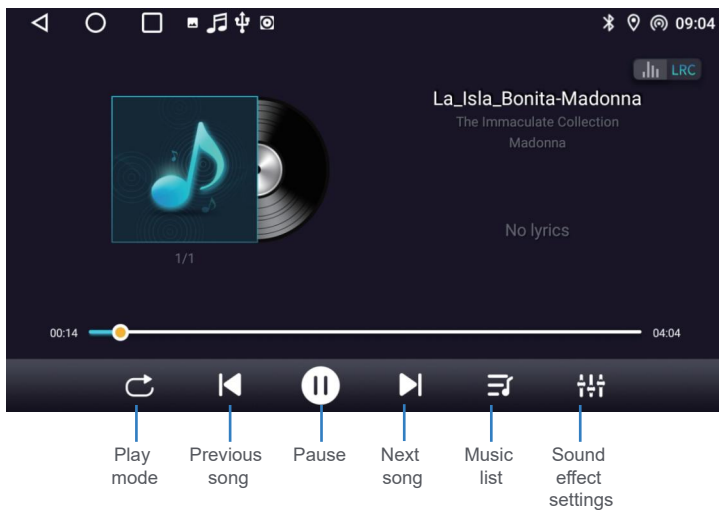 09:04
LRC
La_Isla_Bonita-Madonna
The Immaculate Collection
Madonna
No lyrics
1/1
00:14
04:04
Play
mode
Previous
song
Pause
Next
song
Music
list
Sound
effect
settings